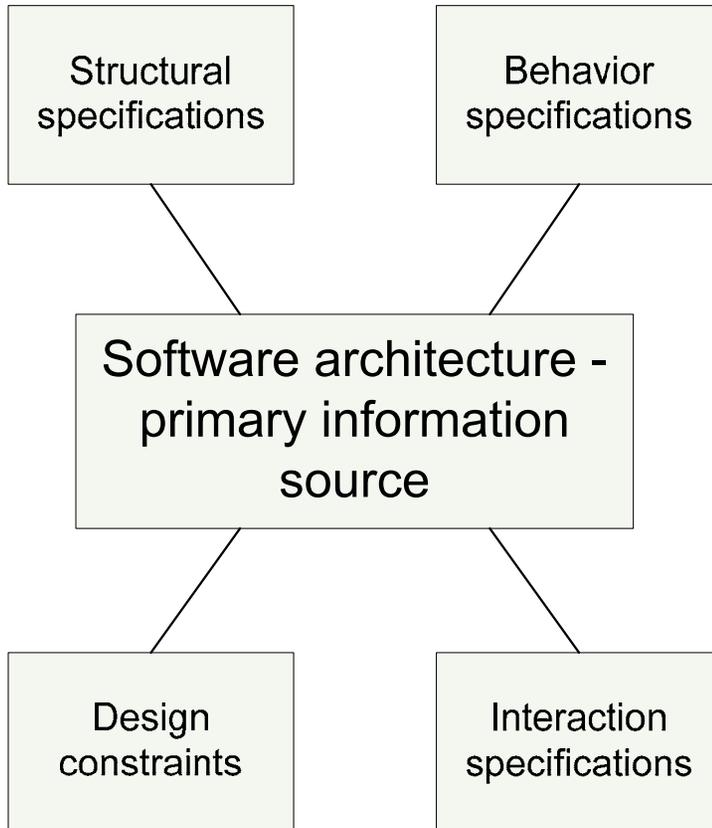 Structural
specifications
Behavior
specifications
Software architecture -
primary information
source
Design
constraints
Interaction
specifications